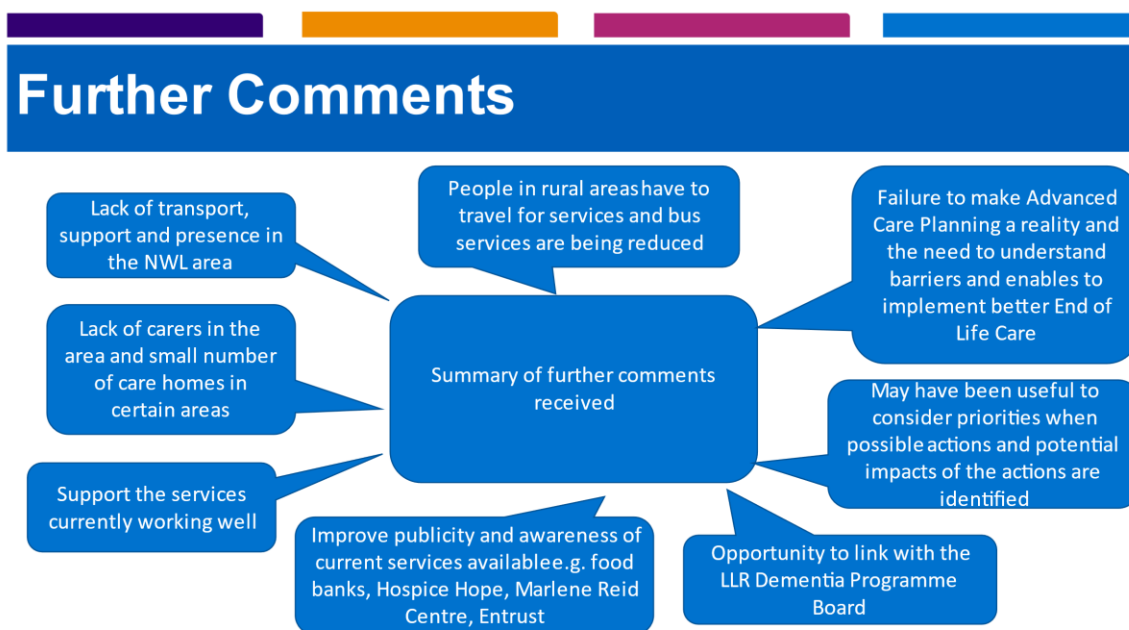 Further Comments
Lack of transport,
support and presence in
the NWL area
People in rural areas have to
travel for services and bus
services are being reduced
Failure to make Advanced
Care Planning a reality and
the need to understand
barriers and enables to
implement better End of
Life Care
Lack of carers in the
area and small number
of care homes in
certain areas
Summary of further comments
received
May have been useful to
consider priorities when
possible actions and potential
impacts of the actions are
identified
Support the services
currently working well
Improve publicity and awareness of
current services availablee.g. food
banks, Hospice Hope, Marlene Reid
Centre, Entrust
Opportunity to link with the
LLR Dementia Programme
Board